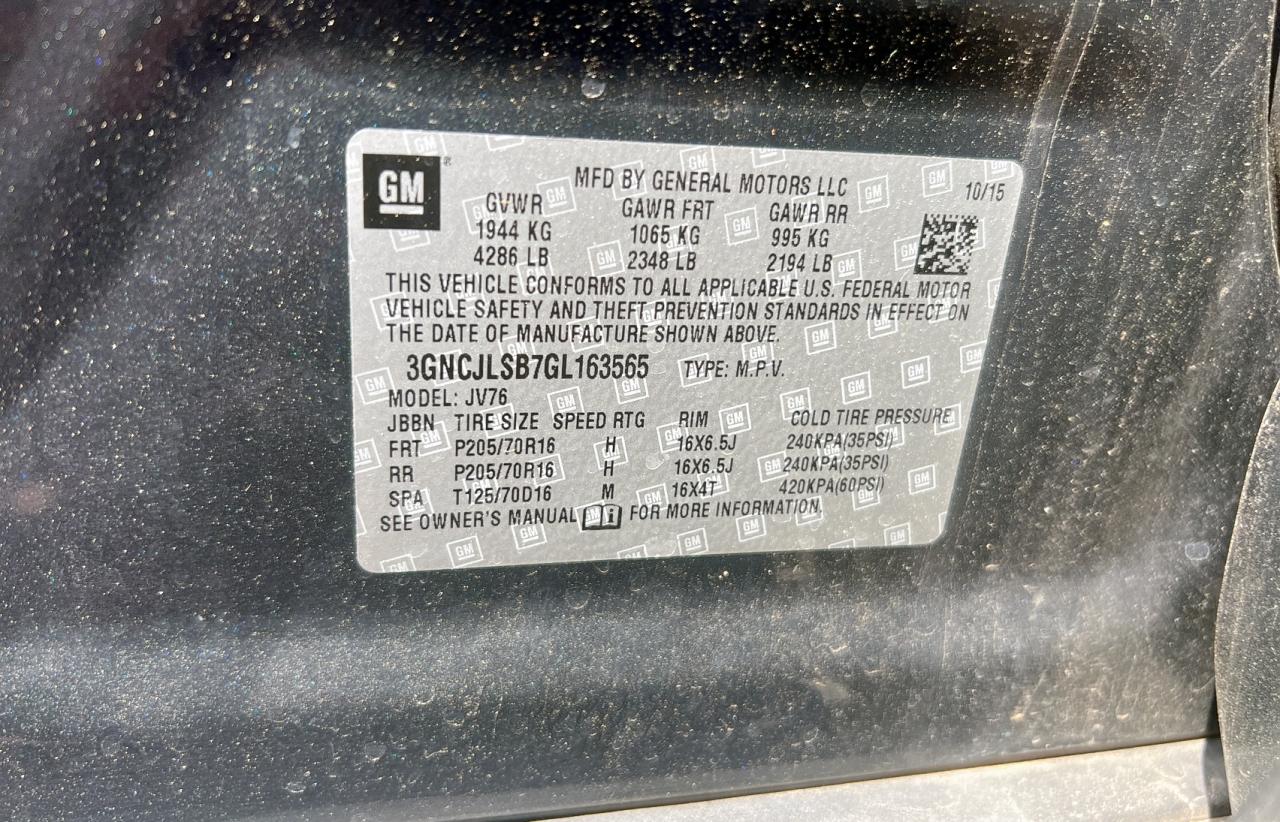 GM
MFD BY GENERAL MOTORS LLC 10/15
GVWR GAWR FRT GAWR RR
1944 KG 1065 KG 995 KG
4286 LB 2348 LB 2194 LB
THIS VEHICLE CONFORMS TO ALL APPLICABLE U.S. FEDERAL MOTOR
VEHICLE SAFETY AND THEFT PREVENTION STANDARDS IN EFFECT ON
THE DATE OF MANUFACTURE SHOWN ABOVE.
3GNCJLSB7GL163565 TYPE: M.P.V.
MODEL: JV76
JBBN TIRE SIZE SPEED RTG RIM COLD TIRE PRESSURE
FRT P205/70R16 H 16X6.5J 240KPA(35PSI)
RR P205/70R16 H 16X6.5J 240KPA(35PSI)
SPA T125/70D16 M 16X4T 420KPA(60PSI)
SEE OWNER'S MANUAL i FOR MORE INFORMATION.